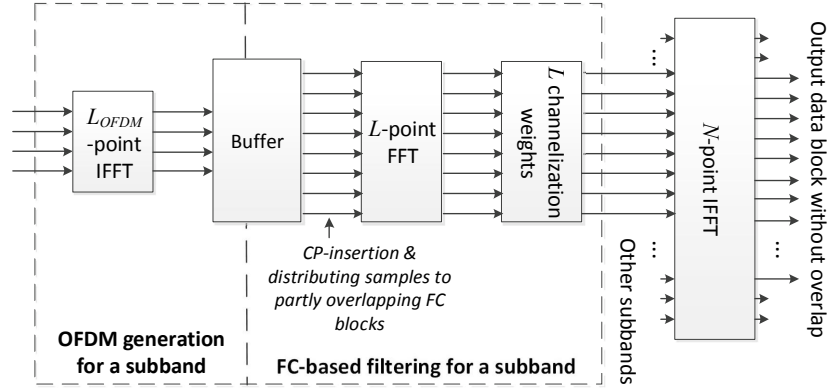 L_OFDM
-point
IFFT
Buffer
L-point
FFT
L channelization
weights
N-point IFFT
...
...
...
...
Other subbands
Output data block without overlap
CP-insertion &
distributing samples to
partly overlapping FC
blocks
OFDM generation
for a subband
FC-based filtering for a subband